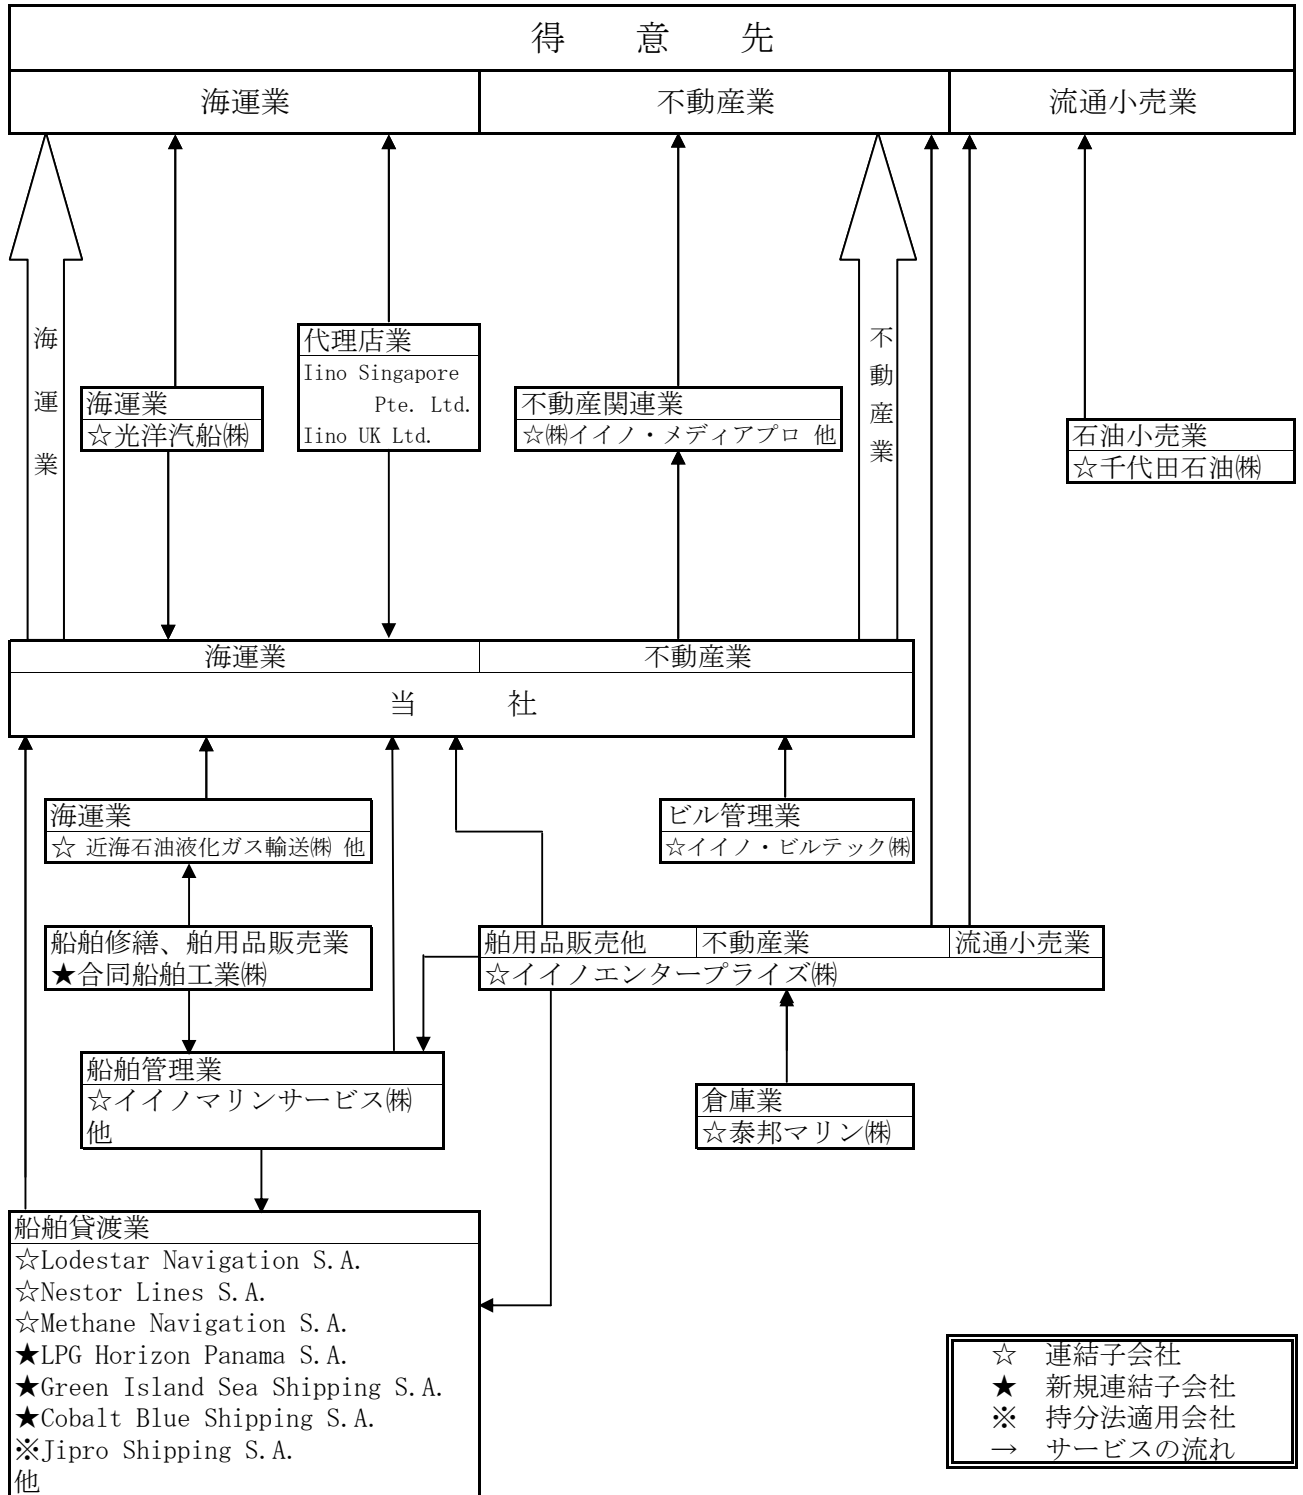 得　意　先
海運業　不動産業　流通小売業
海運業
不動産業
代理店業
Iino Singapore
Pte. Ltd.
Iino UK Ltd.
海運業
☆光洋汽船㈱
不動産関連業
☆㈱イイノ・メディアプロ 他
石油小売業
☆千代田石油㈱
海運業　不動産業
当　社
海運業
☆ 近海石油液化ガス輸送㈱ 他
ビル管理業
☆イイノ・ビルテック㈱
船舶修繕、舶用品販売業
★合同船舶工業㈱
舶用品販売他　不動産業　流通小売業
☆イイノエンタープライズ㈱
船舶管理業
☆イイノマリンサービス㈱
他
倉庫業
☆泰邦マリン㈱
船舶貸渡業
☆Lodestar Navigation S.A.
☆Nestor Lines S.A.
☆Methane Navigation S.A.
★LPG Horizon Panama S.A.
★Green Island Sea Shipping S.A.
★Cobalt Blue Shipping S.A.
※Jipro Shipping S.A.
他
☆　連結子会社
★　新規連結子会社
※　持分法適用会社
→　サービスの流れ